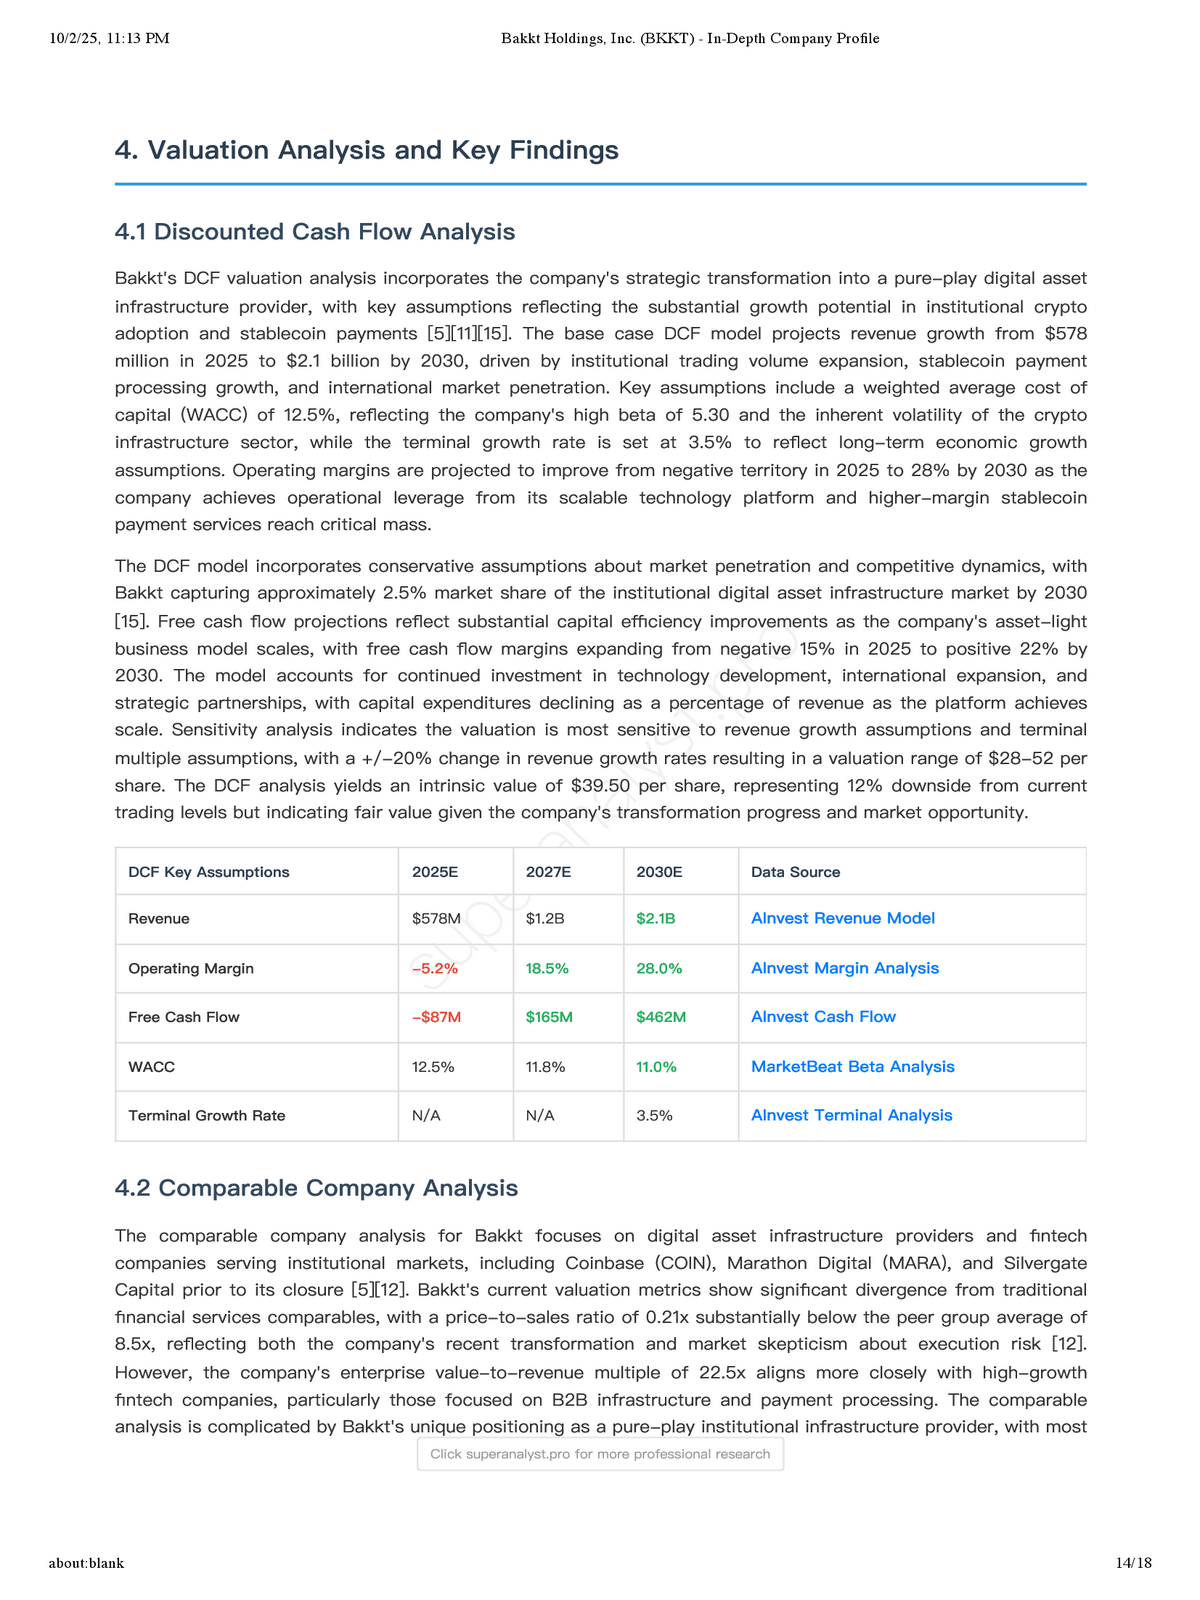 10/2/25, 11:13 PM
Bakkt Holdings, Inc. (BKKT) - In-Depth Company Profile
4. Valuation Analysis and Key Findings
4.1 Discounted Cash Flow Analysis
Bakkt's DCF valuation analysis incorporates the company's strategic transformation into a pure-play digital asset
infrastructure provider, with key assumptions reflecting the substantial growth potential in institutional crypto
adoption and stablecoin payments [5][11][15]. The base case DCF model projects revenue growth from $578
million in 2025 to $2.1 billion by 2030, driven by institutional trading volume expansion, stablecoin payment
processing growth, and international market penetration. Key assumptions include a weighted average cost of
capital (WACC) of 12.5%, reflecting the company's high beta of 5.30 and the inherent volatility of the crypto
infrastructure sector, while the terminal growth rate is set at 3.5% to reflect long-term economic growth
assumptions. Operating margins are projected to improve from negative territory in 2025 to 28% by 2030 as the
company achieves operational leverage from its scalable technology platform and higher-margin stablecoin
payment services reach critical mass.
The DCF model incorporates conservative assumptions about market penetration and competitive dynamics, with
Bakkt capturing approximately 2.5% market share of the institutional digital asset infrastructure market by 2030
[15]. Free cash flow projections reflect substantial capital efficiency improvements as the company's asset-light
business model scales, with free cash flow margins expanding from negative 15% in 2025 to positive 22% by
2030. The model accounts for continued investment in technology development, international expansion, and
strategic partnerships, with capital expenditures declining as a percentage of revenue as the platform achieves
scale. Sensitivity analysis indicates the valuation is most sensitive to revenue growth assumptions and terminal
multiple assumptions, with a +/-20% change in revenue growth rates resulting in a valuation range of $28-52 per
share. The DCF analysis yields an intrinsic value of $39.50 per share, representing 12% downside from current
trading levels but indicating fair value given the company's transformation progress and market opportunity.
DCF Key Assumptions 2025E 2027E 2030E Data Source
Revenue $578M $1.2B $2.1B AInvest Revenue Model
Operating Margin -5.2% 18.5% 28.0% AInvest Margin Analysis
Free Cash Flow -$87M $165M $462M AInvest Cash Flow
WACC 12.5% 11.8% 11.0% MarketBeat Beta Analysis
Terminal Growth Rate N/A N/A 3.5% AInvest Terminal Analysis
superanalyst.pro
4.2 Comparable Company Analysis
The comparable company analysis for Bakkt focuses on digital asset infrastructure providers and fintech
companies serving institutional markets, including Coinbase (COIN), Marathon Digital (MARA), and Silvergate
Capital prior to its closure [5][12]. Bakkt's current valuation metrics show significant divergence from traditional
financial services comparables, with a price-to-sales ratio of 0.21x substantially below the peer group average of
8.5x, reflecting both the company's recent transformation and market skepticism about execution risk [12].
However, the company's enterprise value-to-revenue multiple of 22.5x aligns more closely with high-growth
fintech companies, particularly those focused on B2B infrastructure and payment processing. The comparable
analysis is complicated by Bakkt's unique positioning as a pure-play institutional infrastructure provider, with most
Click superanalyst.pro for more professional research
about:blank
14/18